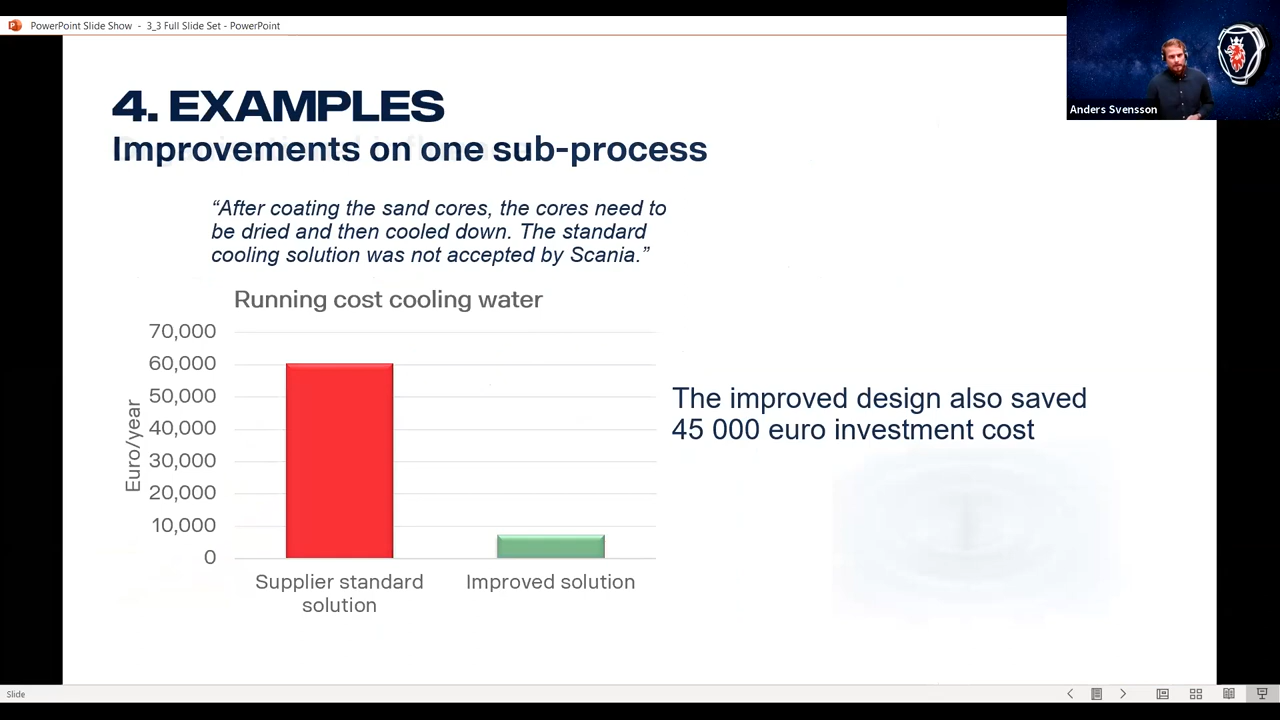 PowerPoint Slide Show - 3_3 Full Slide Set - PowerPoint
Anders Svensson
4. EXAMPLES
Improvements on one sub-process
“After coating the sand cores, the cores need to
be dried and then cooled down. The standard
cooling solution was not accepted by Scania.”
Running cost cooling water
70,000
60,000
50,000
40,000
30,000
20,000
10,000
0
Euro/year
Supplier standard
solution
Improved solution
The improved design also saved
45 000 euro investment cost
Slide